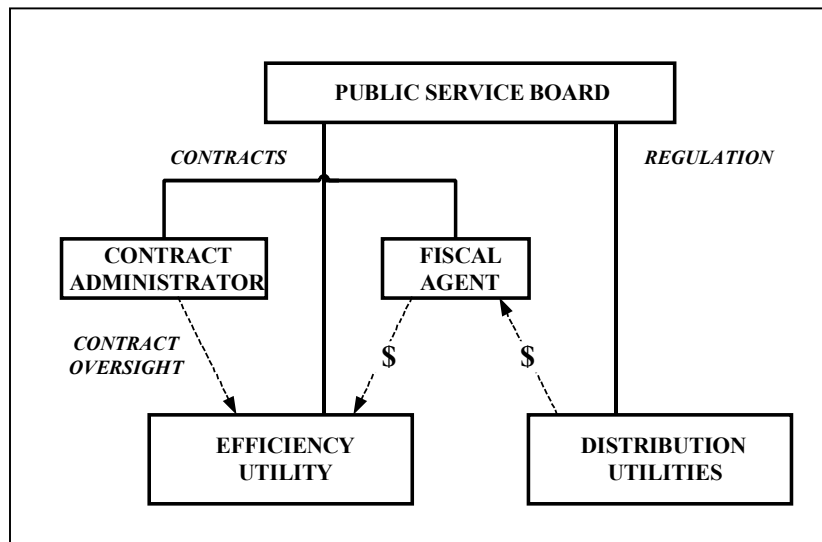 PUBLIC SERVICE BOARD
CONTRACTS
REGULATION
CONTRACT
ADMINISTRATOR
FISCAL
AGENT
CONTRACT
OVERSIGHT
$
$
EFFICIENCY
UTILITY
DISTRIBUTION
UTILITIES